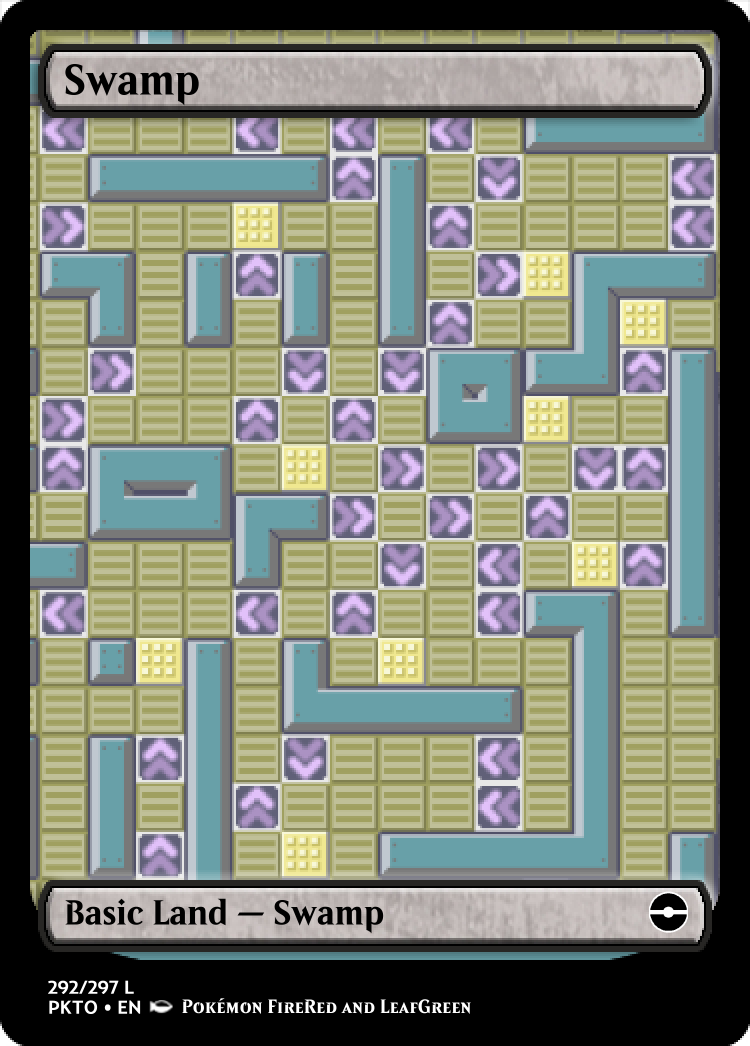 Swamp
Basic Land — Swamp
292/297 L
PKTO • EN Pokémon FireRed and LeafGreen